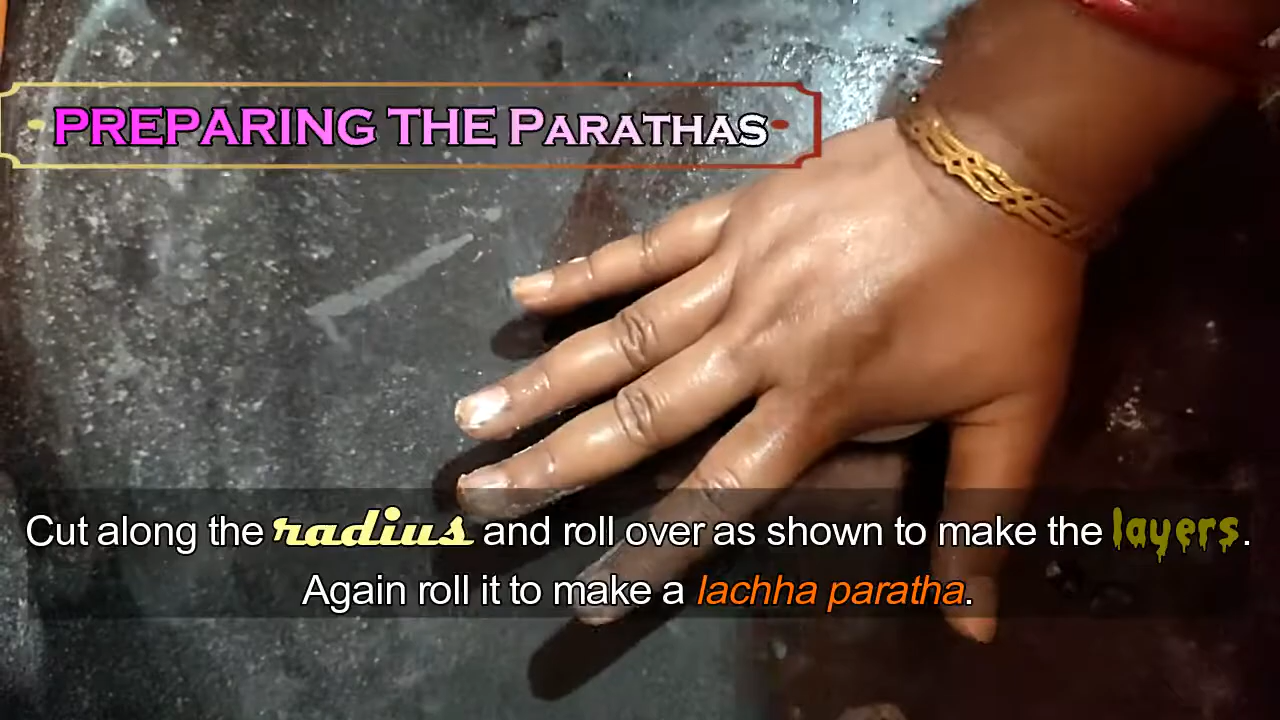 PREPARING THE PARATHAS
Cut along the radius and roll over as shown to make the layers.
Again roll it to make a lachha paratha.